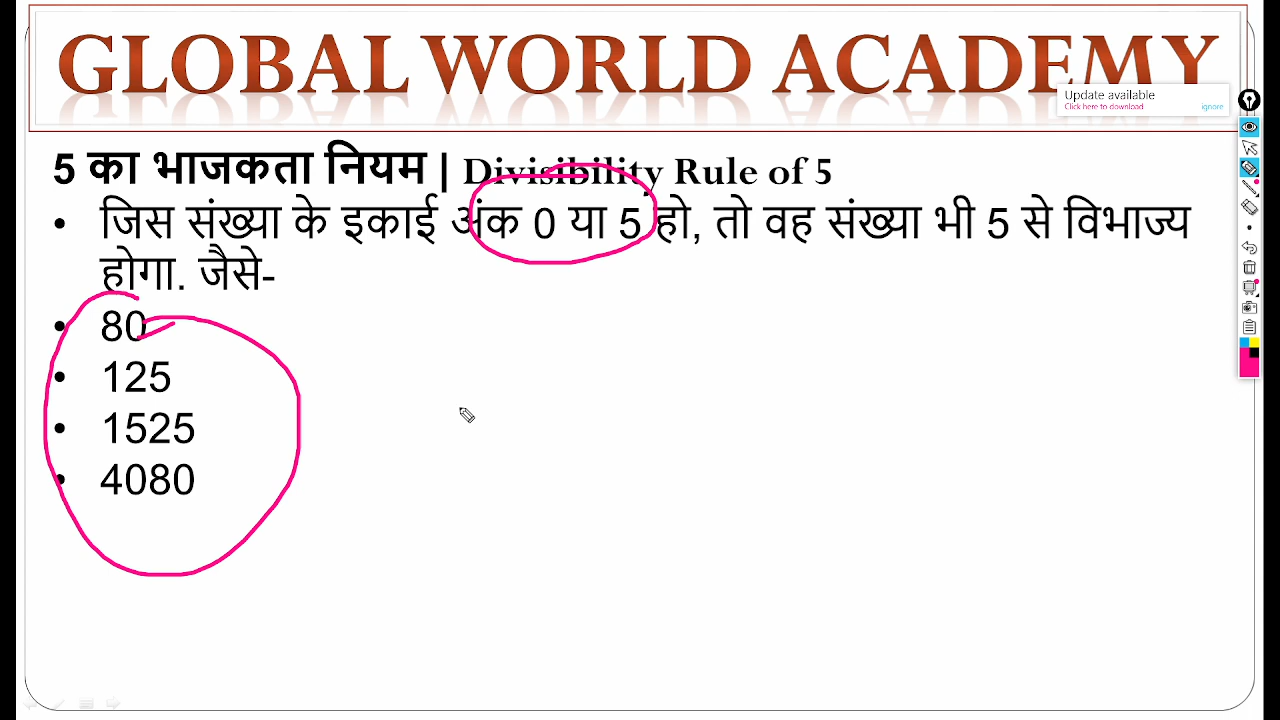 GLOBAL WORLD ACADEMY
Update available
Click here to download ignore
5 का भाजकता नियम | Divisibility Rule of 5
• जिस संख्या के इकाई अंक 0 या 5 हो, तो वह संख्या भी 5 से विभाज्य
होगा. जैसे-
• 80
• 125
• 1525
• 4080